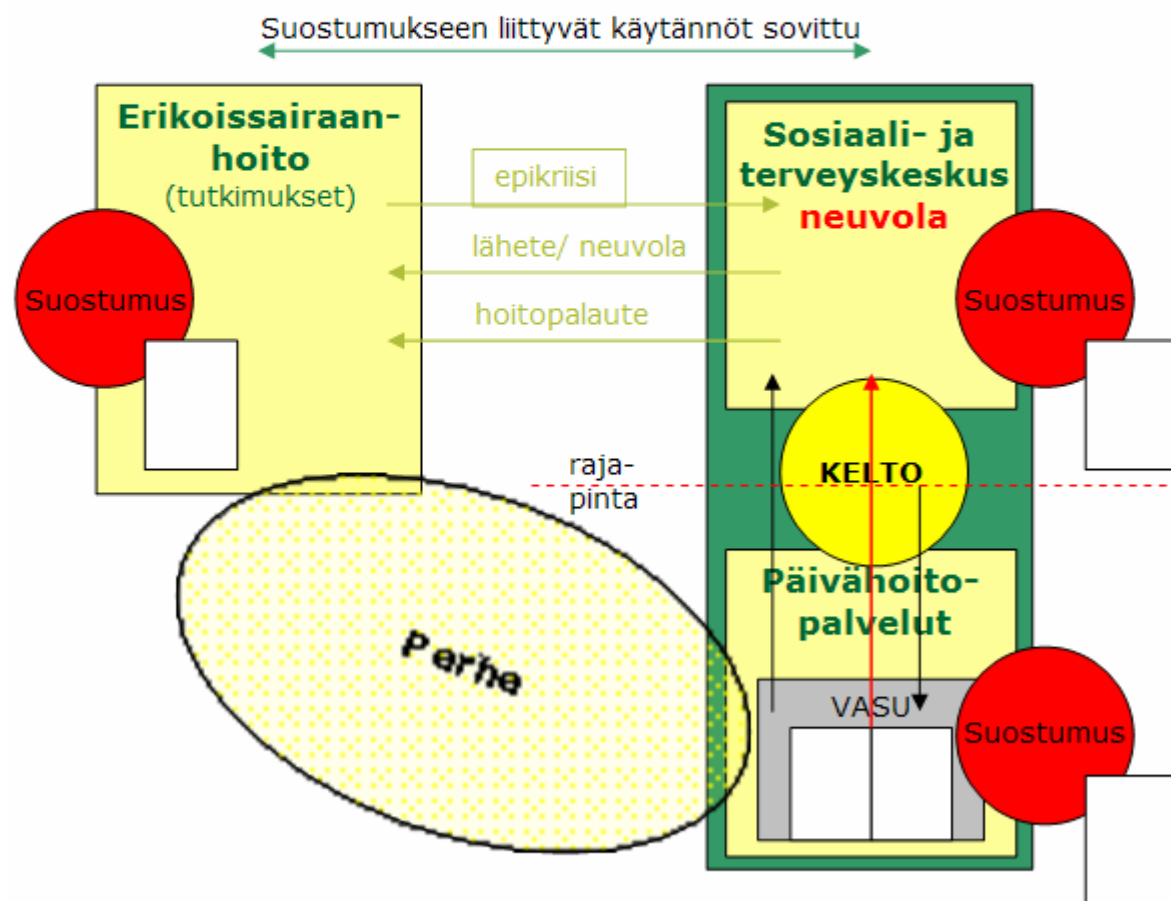 Suostumukseen liittyvät käytännöt sovittu
Erikoissairaan-
hoito
(tutkimukset)
Suostumus
epikriisi
lähete/ neuvola
hoitopalaute
Sosiaali- ja
terveyskeskus
neuvola
Suostumus
raja-
pinta
KELTO
Perhe
Päivähoito-
palvelut
VASU
Suostumus